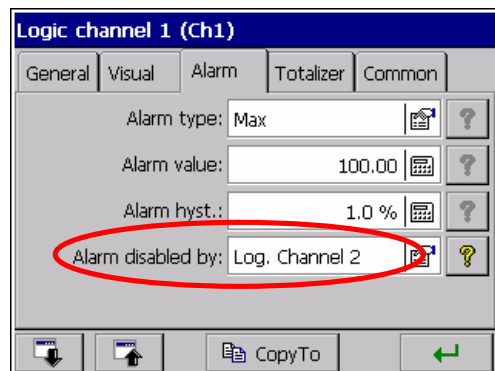 Logic channel 1 (Ch1)
General Visual Alarm Totalizer Common
Alarm type: Max ?
Alarm value: 100.00 ?
Alarm hyst.: 1.0 % ?
Alarm disabled by: Log. Channel 2 ?
CopyTo